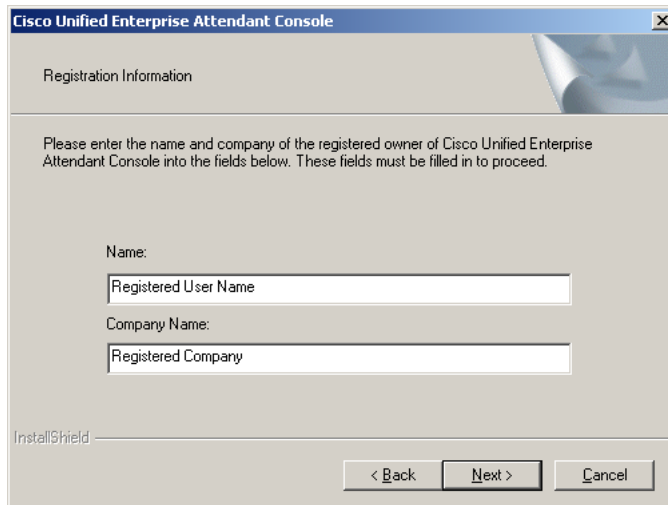 Cisco Unified Enterprise Attendant Console
Registration Information
Please enter the name and company of the registered owner of Cisco Unified Enterprise
Attendant Console into the fields below. These fields must be filled in to proceed.
Name:
Registered User Name
Company Name:
Registered Company
InstallShield
< Back Next > Cancel